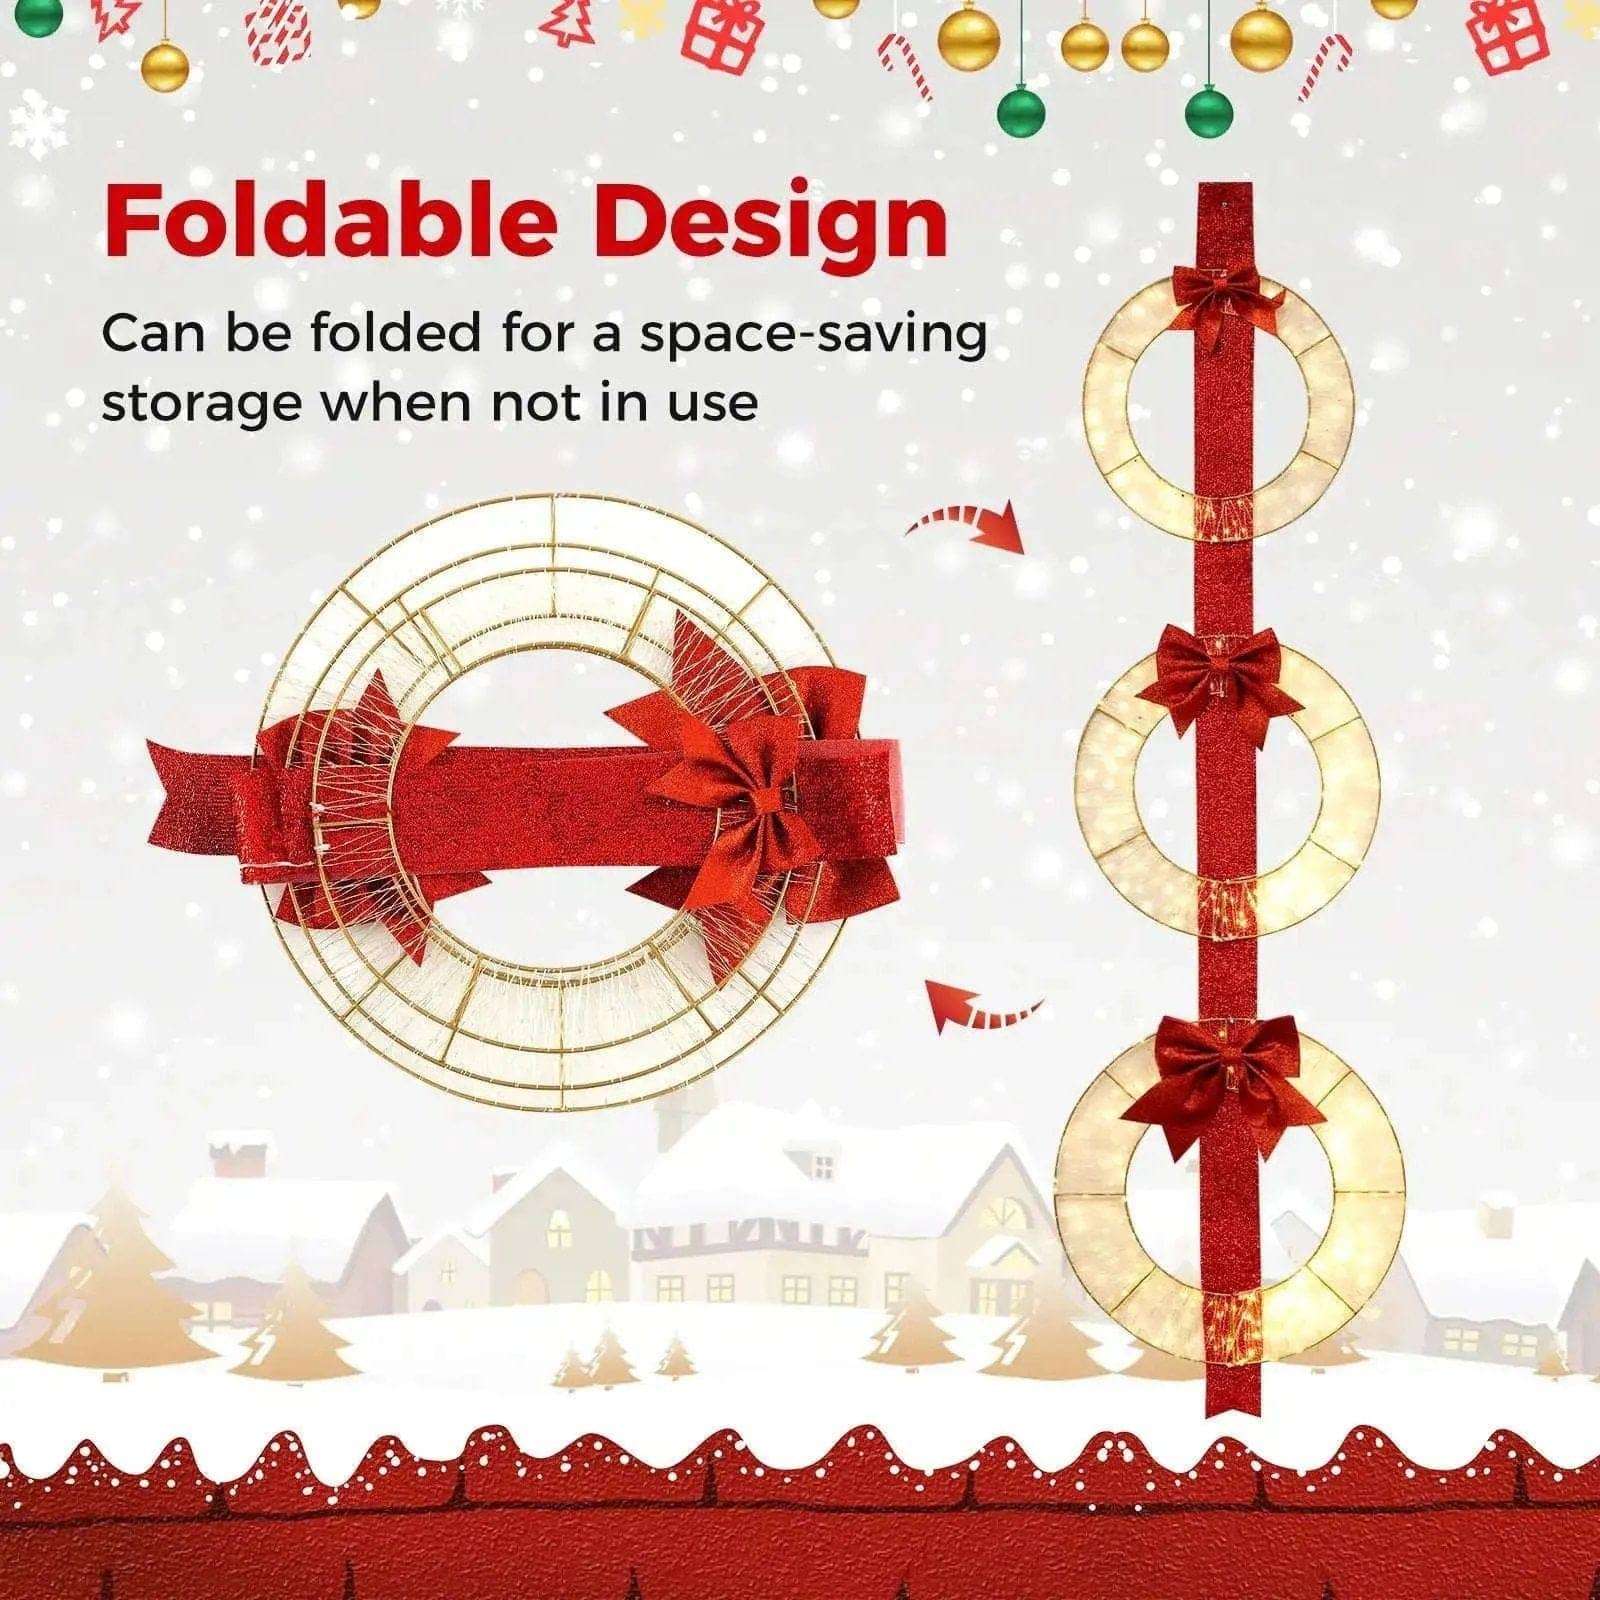 Foldable Design
Can be folded for a space-saving
storage when not in use